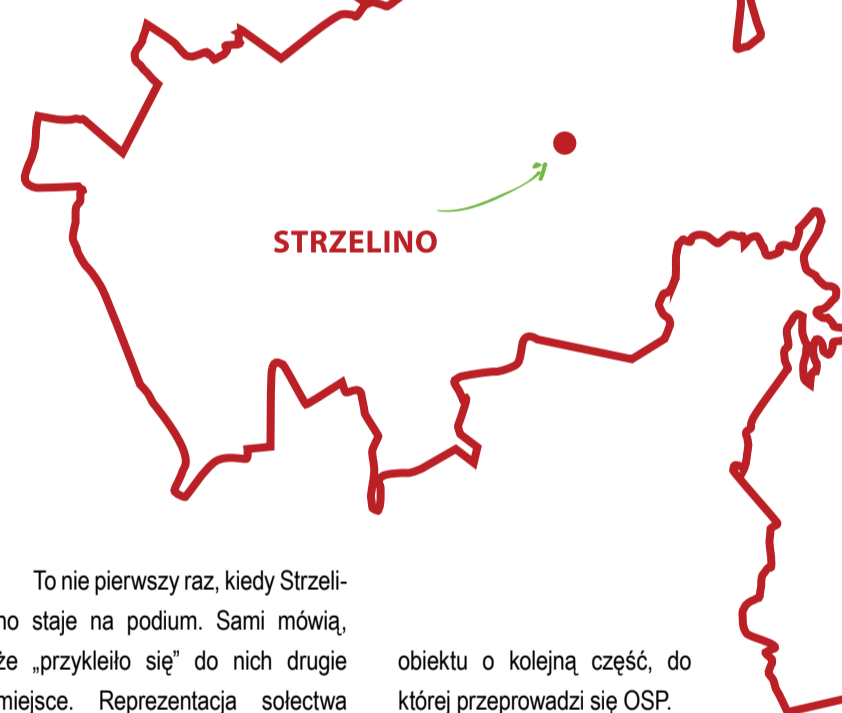 STRZELINO
To nie pierwszy raz, kiedy Strzeli-
no staje na podium. Sami mówią,
że „przykleiło się” do nich drugie
miejsce. Reprezentacja sołectwa
obiektu o kolejną część, do
której przeprowadzi się OSP.